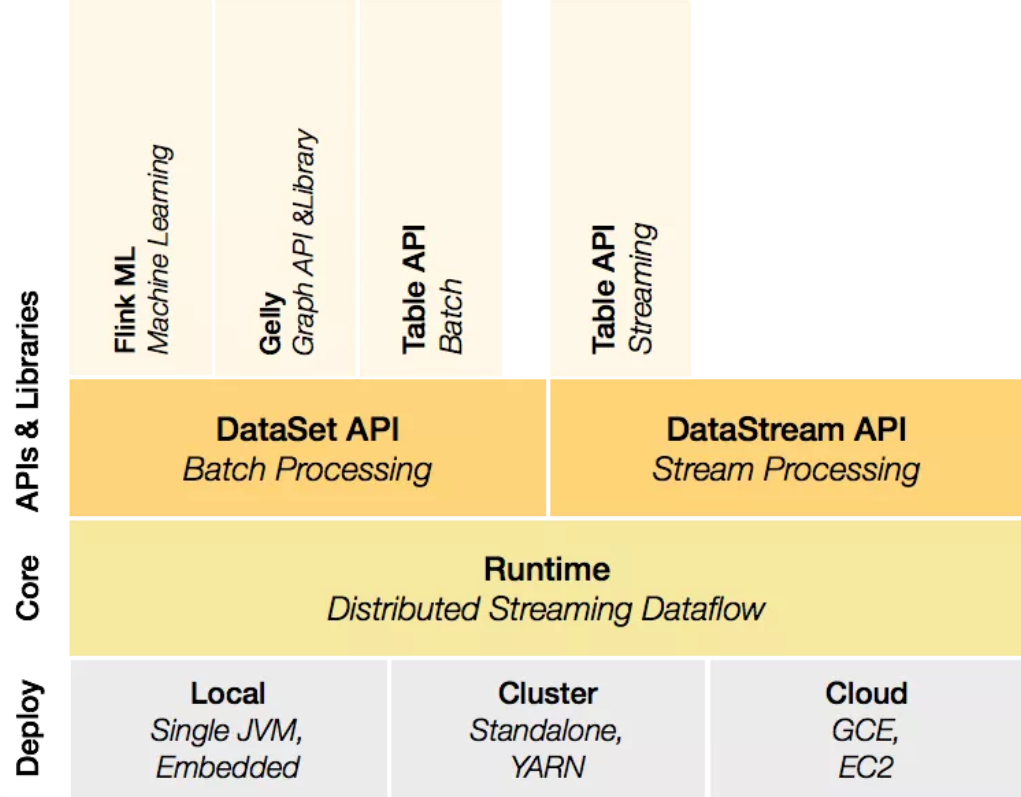 APIs & Libraries
Flink ML
Machine Learning
Gelly
Graph API &Library
Table API
Batch
Table API
Streaming
DataSet API
Batch Processing
DataStream API
Stream Processing
Core
Runtime
Distributed Streaming Dataflow
Deploy
Local
Single JVM,
Embedded
Cluster
Standalone,
YARN
Cloud
GCE,
EC2